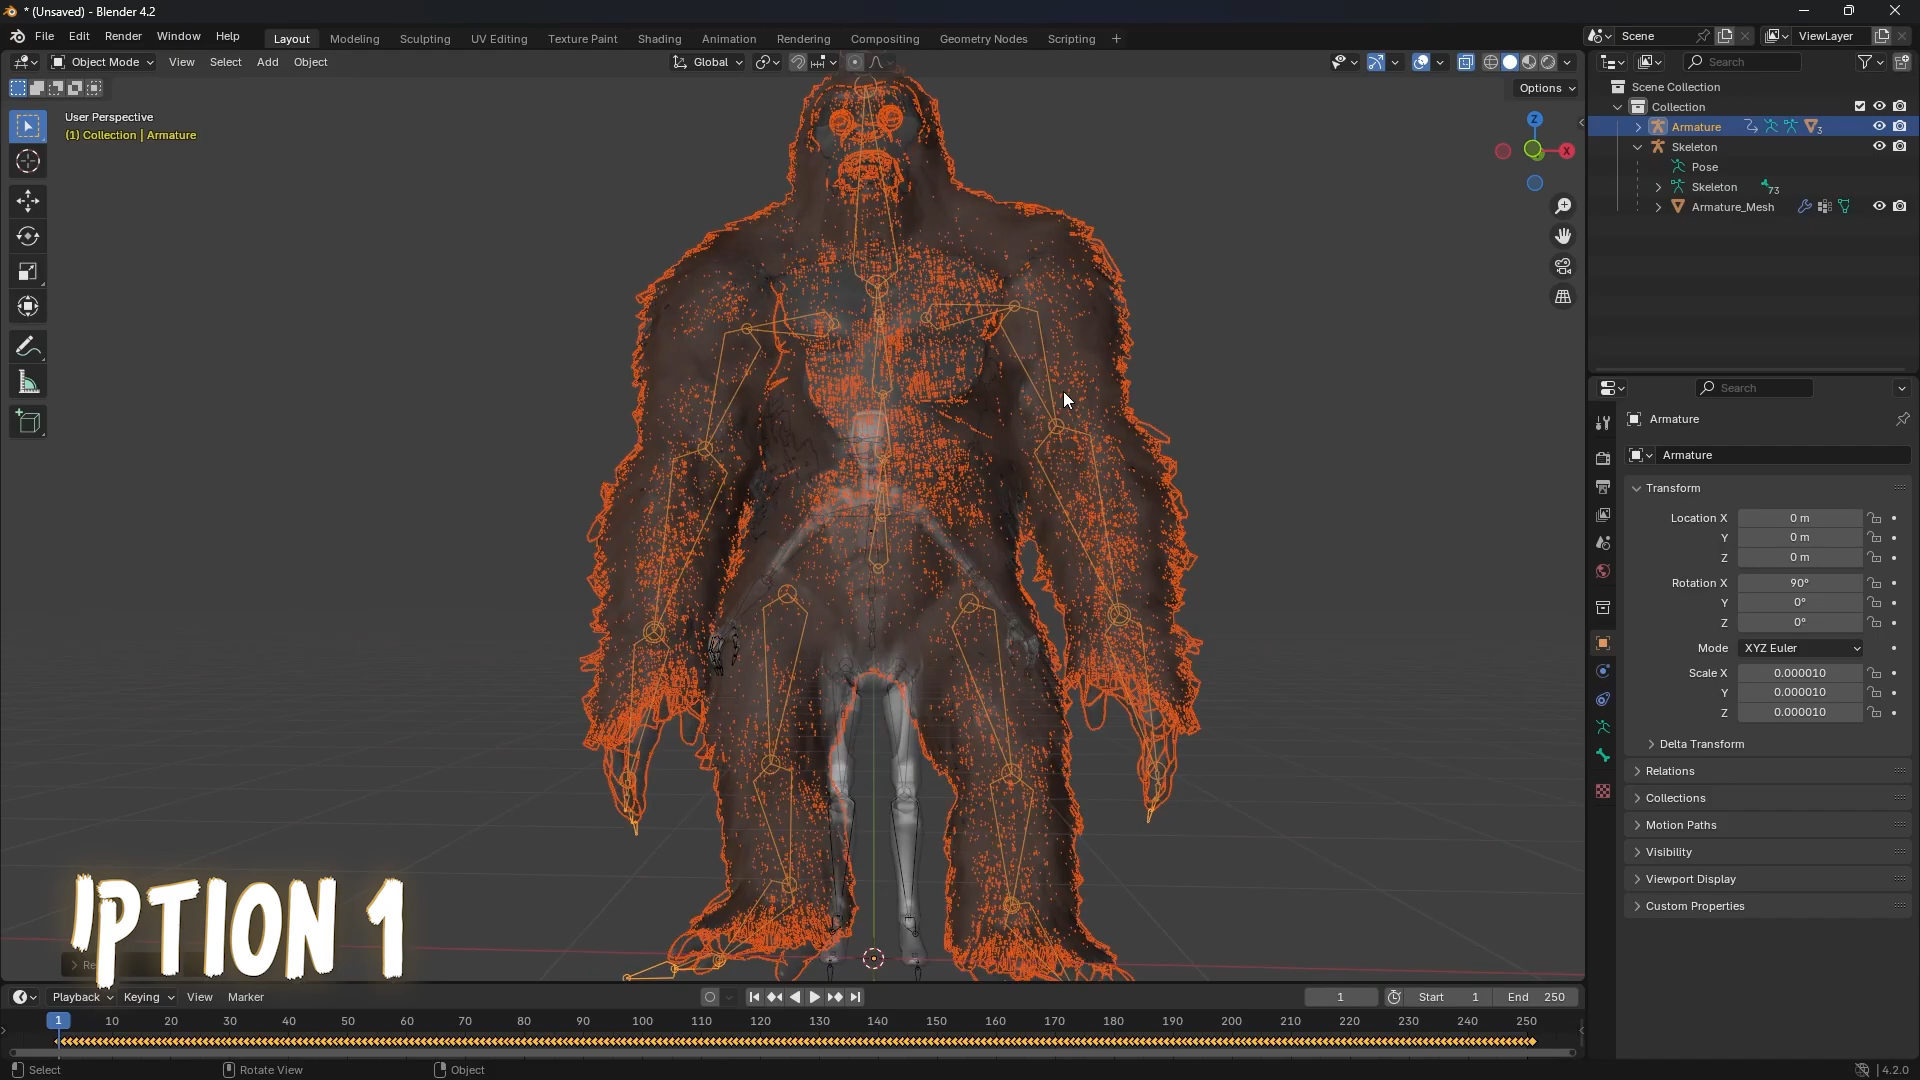 * (Unsaved) - Blender 4.2
File Edit Render Window Help
Layout Modeling Sculpting UV Editing Texture Paint Shading Animation Rendering Compositing Geometry Nodes Scripting +
Scene
ViewLayer
Object Mode View Select Add Object
Global
Options
Search
User Perspective
(1) Collection | Armature
Z
X
Scene Collection
Collection
Armature 3
Skeleton
Pose
Skeleton 73
Armature_Mesh
Search
Armature
Armature
Transform
Location X 0 m
Y 0 m
Z 0 m
Rotation X 90°
Y 0°
Z 0°
Mode XYZ Euler
Scale X 0.000010
Y 0.000010
Z 0.000010
Delta Transform
Relations
Collections
Motion Paths
Visibility
Viewport Display
Custom Properties
IPTION 1
Re
Playback Keying View Marker
1 Start 1 End 250
1 10 20 30 40 50 60 70 80 90 100 110 120 130 140 150 160 170 180 190 200 210 220 230 240 250
Select Rotate View Object
4.2.0